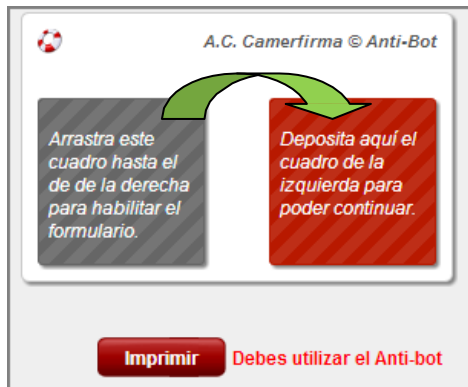 A.C. Camerfirma © Anti-Bot
Arrastra este
cuadro hasta el
de de la derecha
para habilitar el
formulario.
Deposita aquí el
cuadro de la
izquierda para
poder continuar.
Imprimir Debes utilizar el Anti-bot